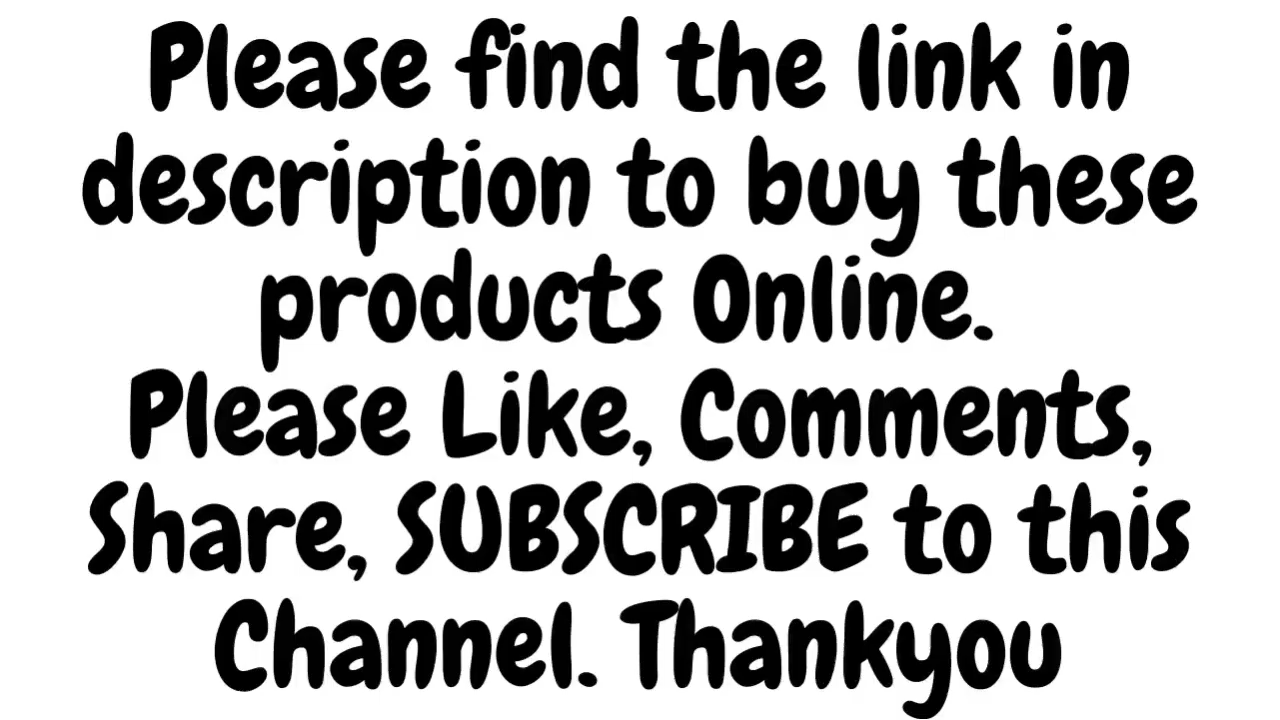 Please find the link in
description to buy these
products Online.
Please Like, Comments,
Share, SUBSCRIBE to this
Channel. Thankyou